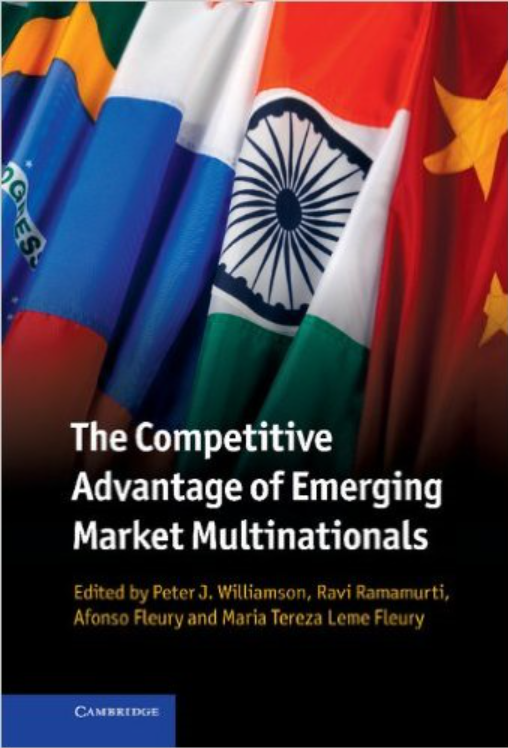 OGRESS
The Competitive
Advantage of Emerging
Market Multinationals
Edited by Peter J. Williamson, Ravi Ramamurti,
Afonso Fleury and Maria Tereza Leme Fleury
CAMBRIDGE